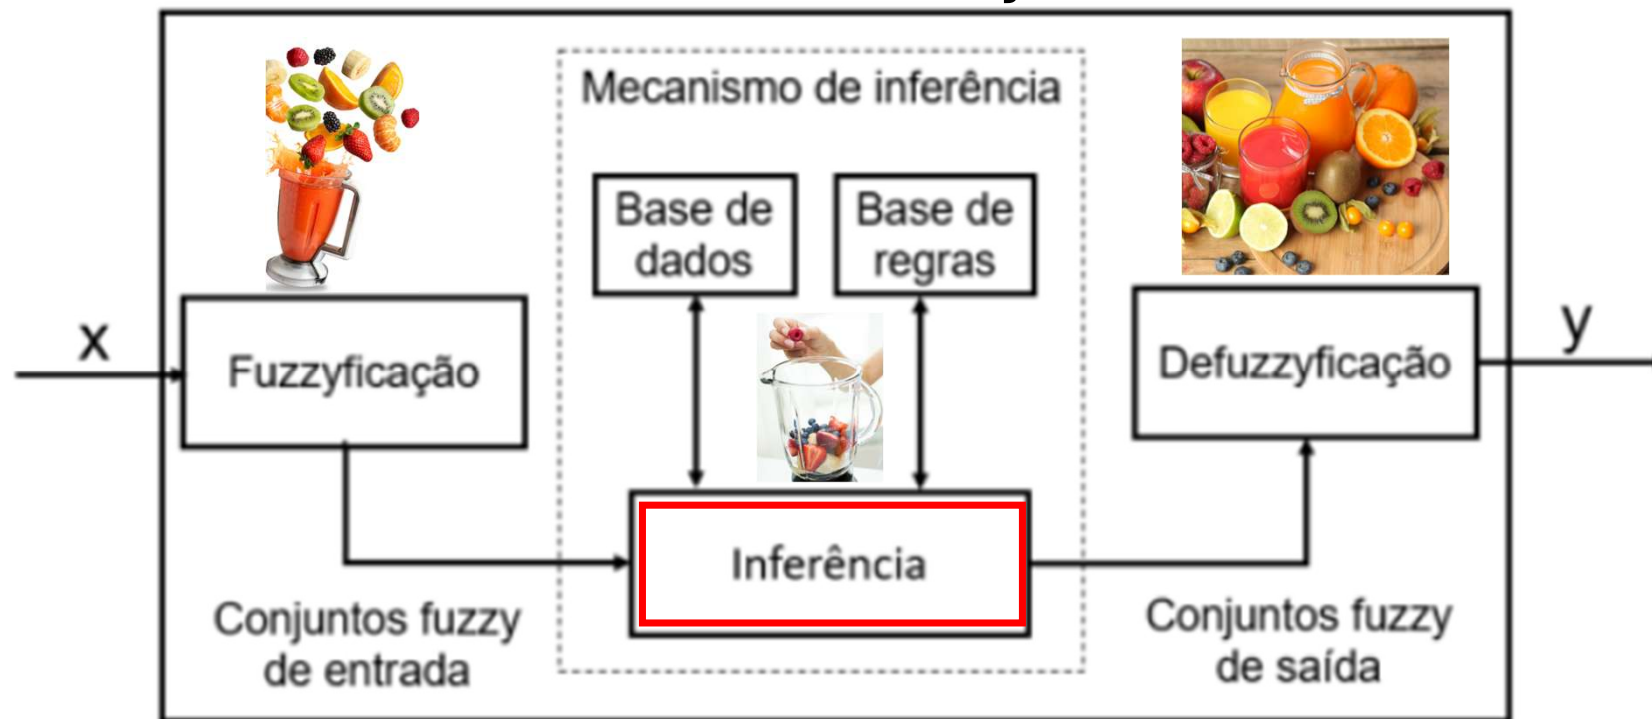 Mecanismo de inferência
Base de
dados
Base de
regras
x
Fuzzyficação
Defuzzyficação
y
Inferência
Conjuntos fuzzy
de entrada
Conjuntos fuzzy
de saída